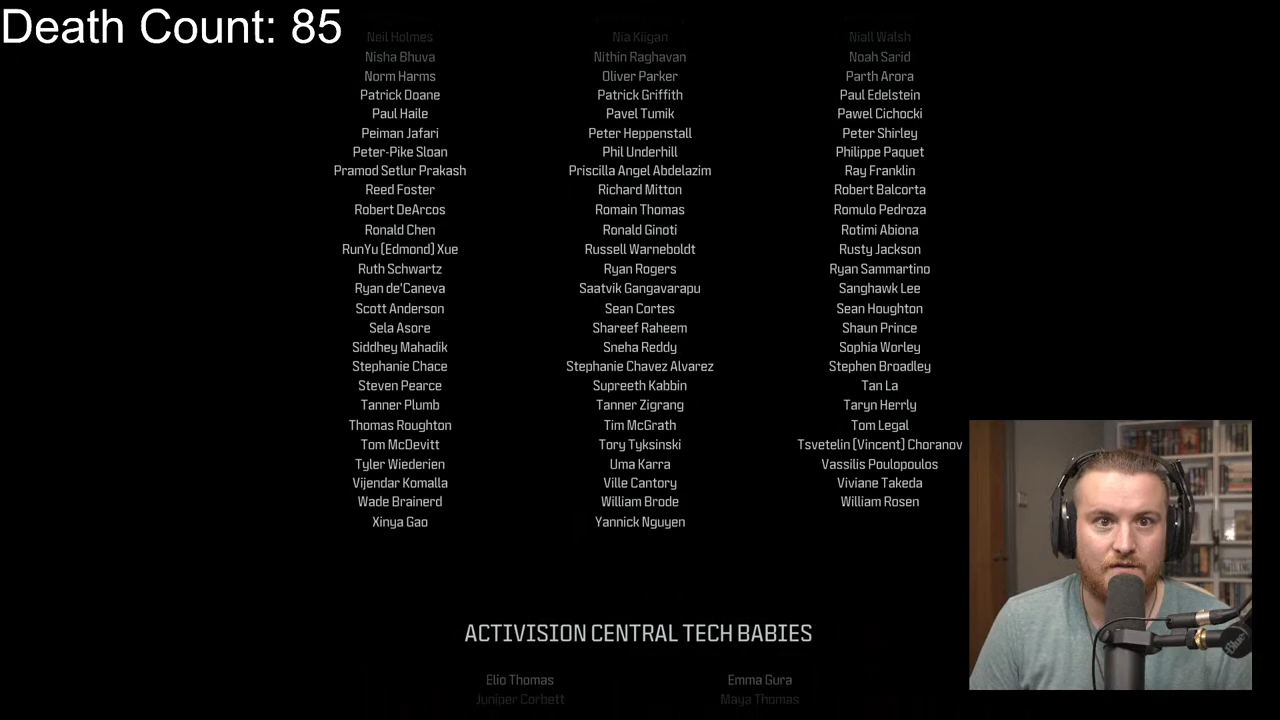 Death Count: 85
Neil Holmes Nia Kiigan Niall Walsh
Nisha Bhuva Nithin Raghavan Noah Sarid
Norm Harms Oliver Parker Parth Arora
Patrick Doane Patrick Griffith Paul Edelstein
Paul Haile Pavel Tumik Pawel Cichocki
Peiman Jafari Peter Heppenstall Peter Shirley
Peter-Pike Sloan Phil Underhill Philippe Paquet
Pramod Setlur Prakash Priscilla Angel Abdelazim Ray Franklin
Reed Foster Richard Mitton Robert Balcorta
Robert DeArcos Romain Thomas Romulo Pedroza
Ronald Chen Ronald Ginoti Rotimi Abiona
RunYu (Edmond) Xue Russell Warneboldt Rusty Jackson
Ruth Schwartz Ryan Rogers Ryan Sammartino
Ryan de'Caneva Saatvik Gangavarapu Sanghawk Lee
Scott Anderson Sean Cortes Sean Houghton
Sela Asore Shareef Raheem Shaun Prince
Siddhey Mahadik Sneha Reddy Sophia Worley
Stephanie Chace Stephanie Chavez Alvarez Stephen Broadley
Steven Pearce Supreeth Kabbin Tan La
Tanner Plumb Tanner Zigrang Taryn Herrly
Thomas Roughton Tim McGrath Tom Legal
Tom McDevitt Tory Tyksinski Tsvetelin (Vincent) Choranov
Tyler Wiederien Uma Karra Vassilis Poulopoulos
Vijendar Komalla Ville Cantory Viviane Takeda
Wade Brainerd William Brode William Rosen
Xinya Gao Yannick Nguyen
ACTIVISION CENTRAL TECH BABIES
Elio Thomas Emma Gura
Juniper Corbett Maya Thomas
Blue